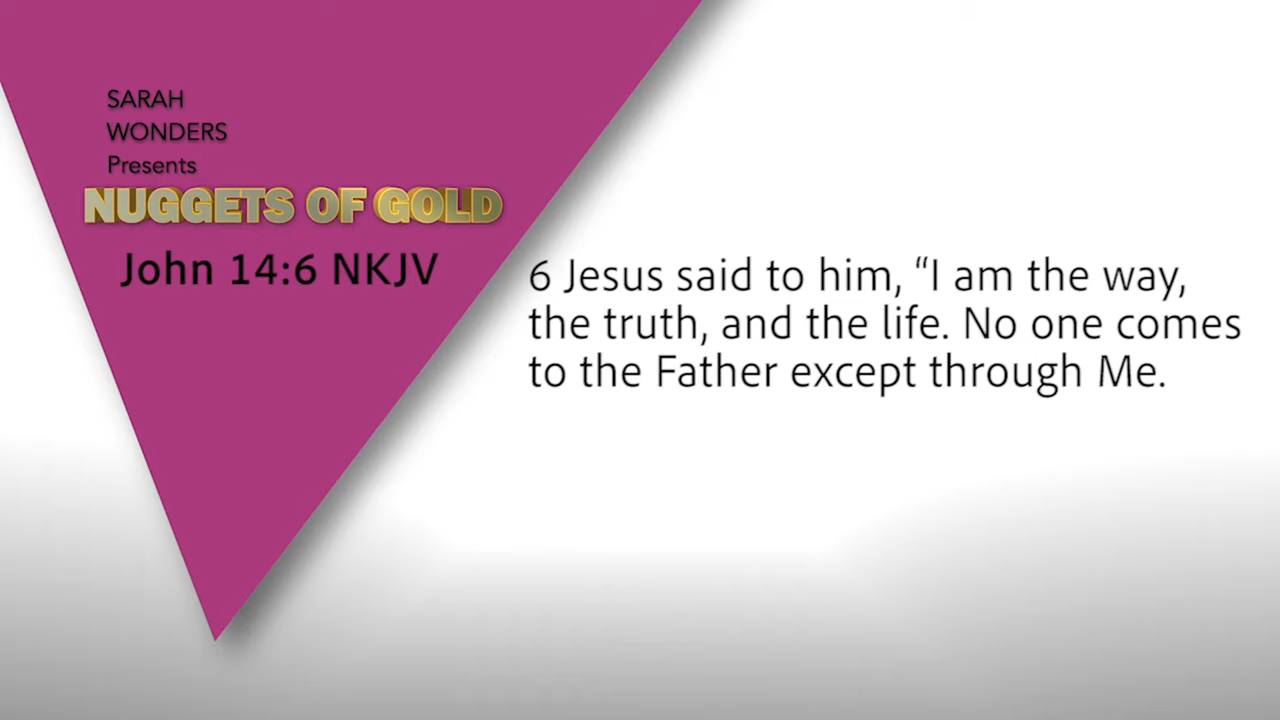 SARAH
WONDERS
Presents
NUGGETS OF GOLD
John 14:6 NKJV
6 Jesus said to him, “I am the way,
the truth, and the life. No one comes
to the Father except through Me.